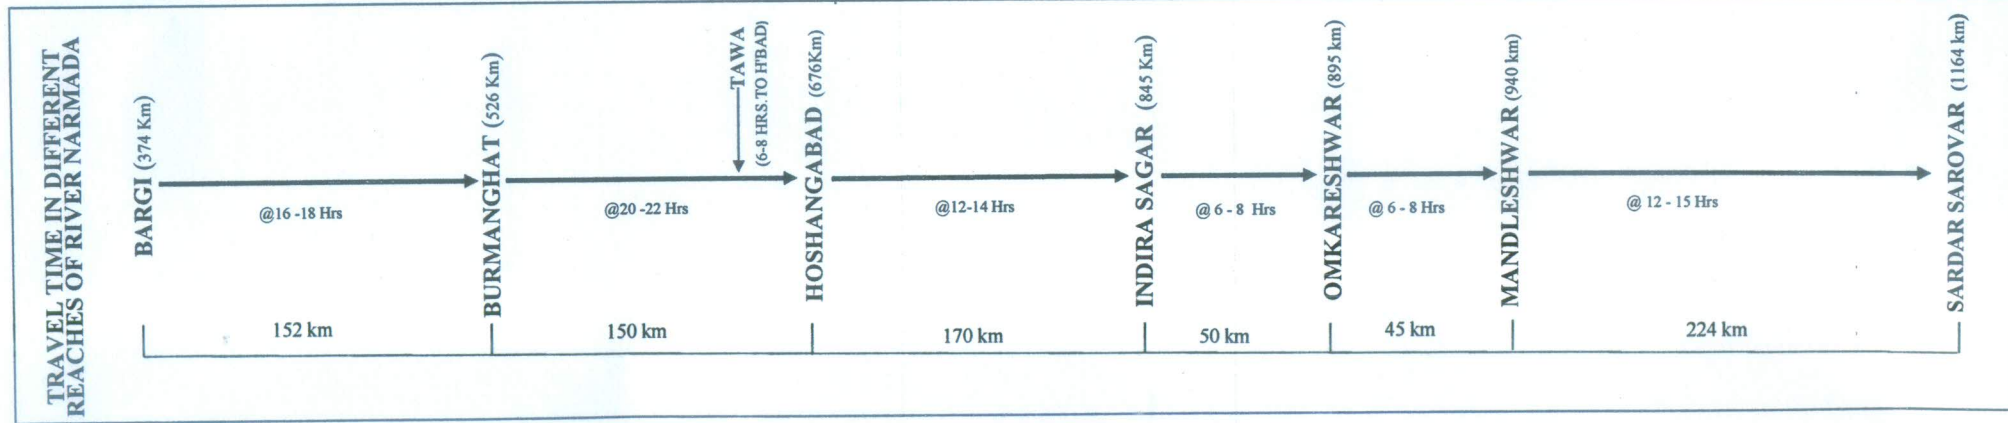 TRAVEL TIME IN DIFFERENT
REACHES OF RIVER NARMADA
BARGI (374 Km)
@16 -18 Hrs
BURMANGHAT (526 Km)
@20 -22 Hrs
TAWA
(6-8 HRS.TO H'BAD)
HOSHANGABAD (676Km)
@12-14 Hrs
INDIRA SAGAR (845 Km)
@ 6 - 8 Hrs
OMKARESHWAR (895 km)
@ 6 - 8 Hrs
MANDLESHWAR (940 km)
@ 12 - 15 Hrs
SARDAR SAROVAR (1164 km)
152 km
150 km
170 km
50 km
45 km
224 km